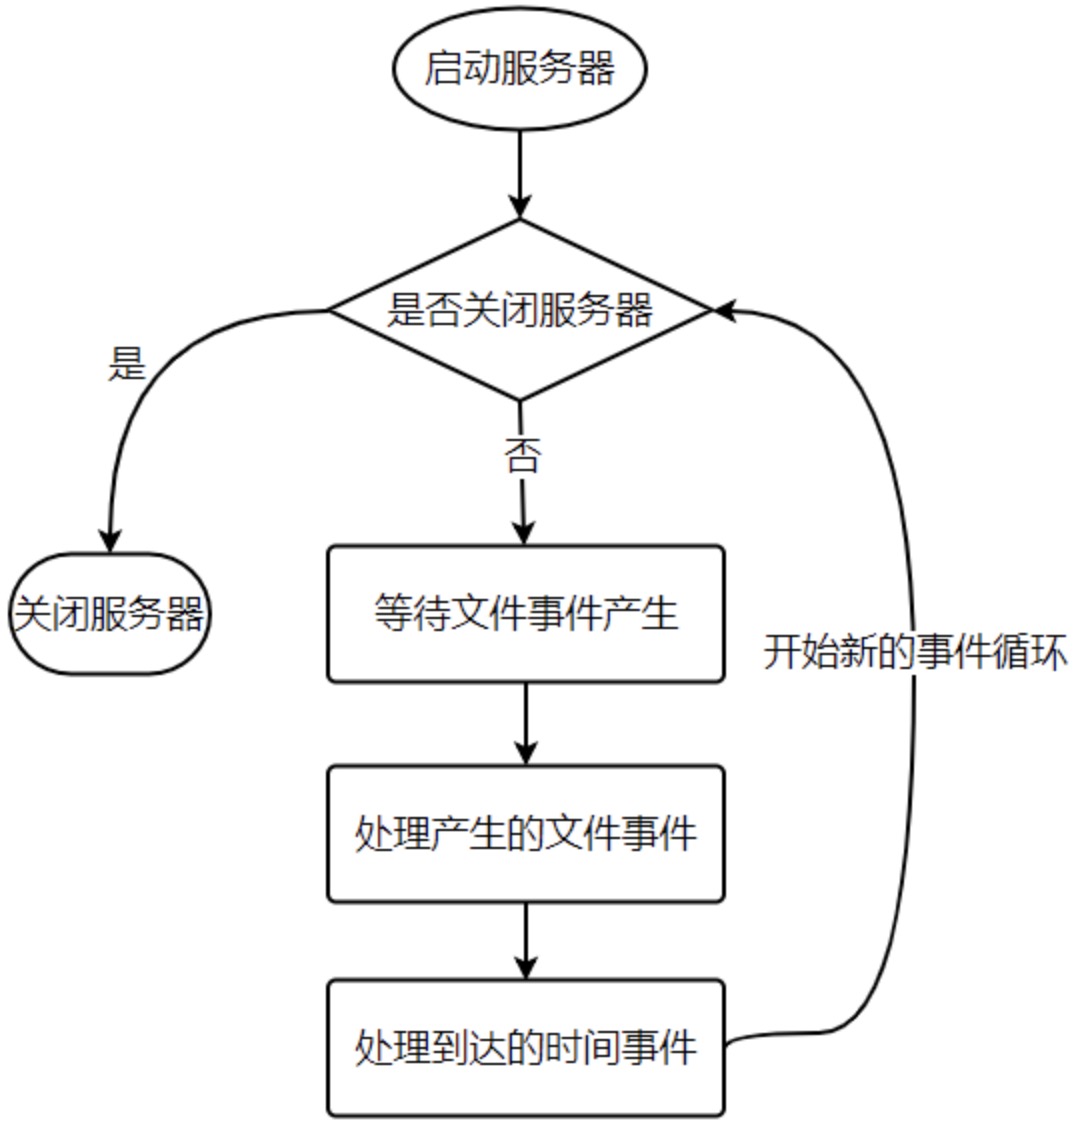 启动服务器
是否关闭服务器
是
否
关闭服务器
等待文件事件产生
开始新的事件循环
处理产生的文件事件
处理到达的时间事件